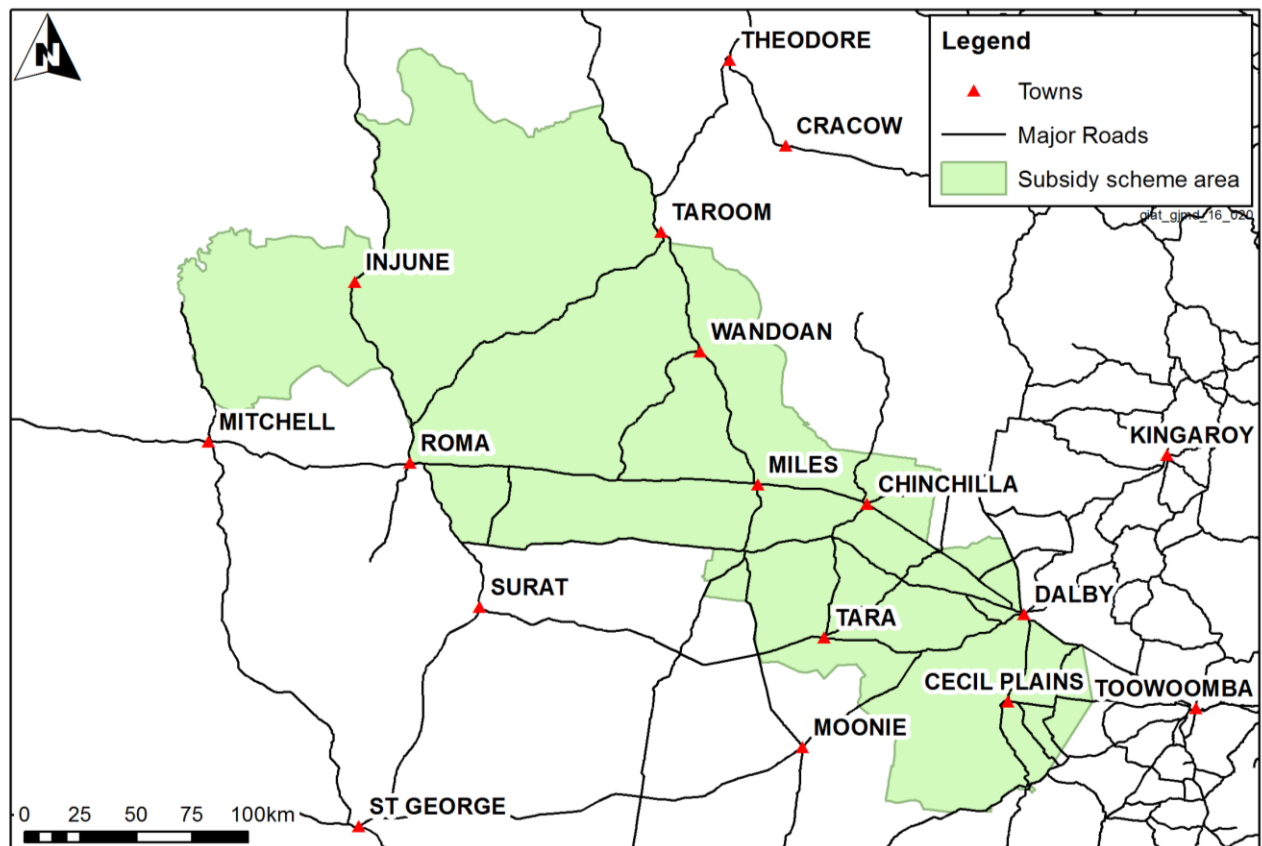 N
THEODORE
CRACOW
Legend
Towns
Major Roads
Subsidy scheme area
qiat_gjmd_16_020
TAROOM
INJUNE
WANDOAN
MITCHELL
ROMA
KINGAROY
MILES
CHINCHILLA
SURAT
DALBY
TARA
CECIL PLAINS
TOOWOOMBA
MOONIE
ST GEORGE
0 25 50 75 100km